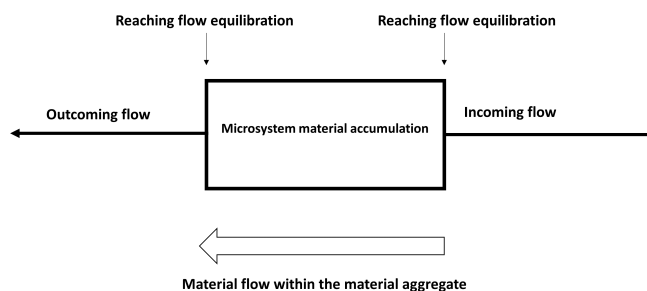 Reaching flow equilibration
Reaching flow equilibration
Outcoming flow
Microsystem material accumulation
Incoming flow
Material flow within the material aggregate